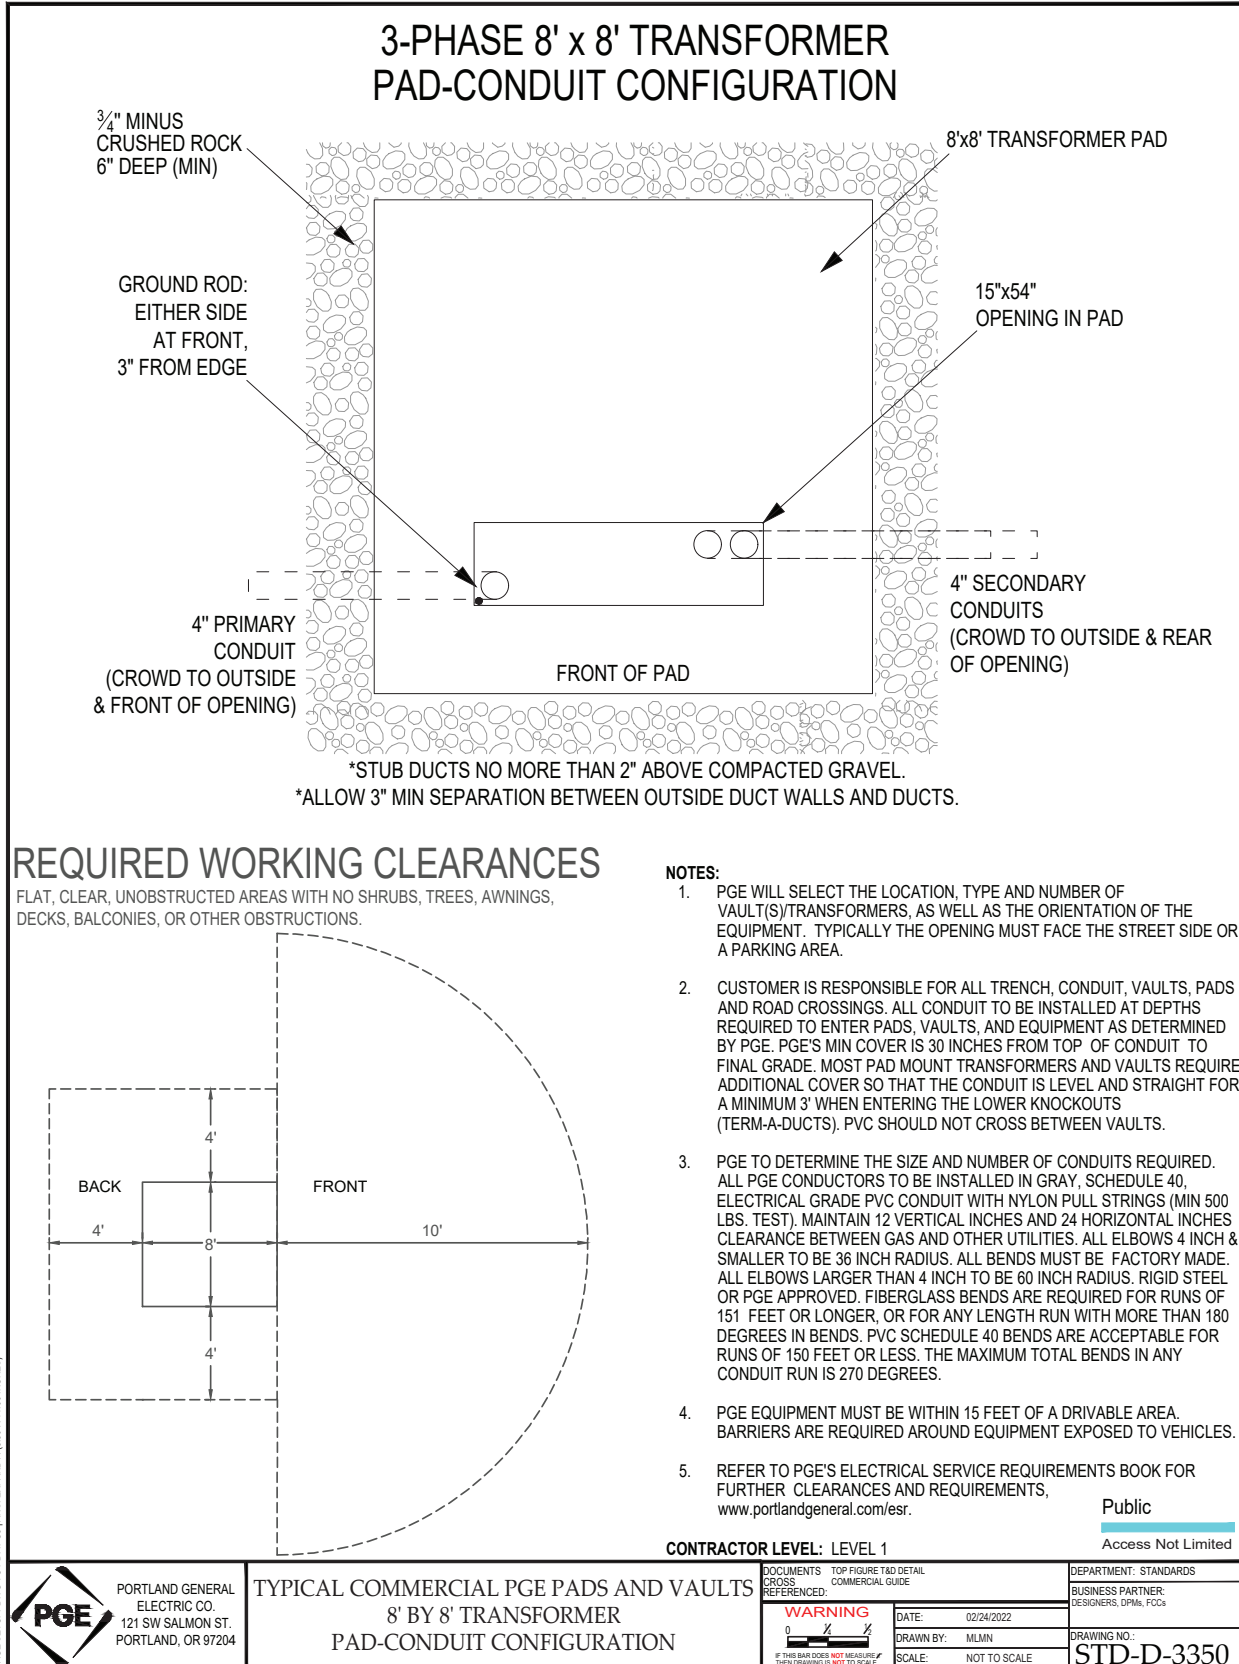 3-PHASE 8' x 8' TRANSFORMER
PAD-CONDUIT CONFIGURATION
3/4" MINUS
CRUSHED ROCK
6" DEEP (MIN)
8'x8' TRANSFORMER PAD
GROUND ROD:
EITHER SIDE
AT FRONT,
3" FROM EDGE
15"x54"
OPENING IN PAD
4" PRIMARY
CONDUIT
(CROWD TO OUTSIDE
& FRONT OF OPENING)
4" SECONDARY
CONDUITS
(CROWD TO OUTSIDE & REAR
OF OPENING)
FRONT OF PAD
*STUB DUCTS NO MORE THAN 2" ABOVE COMPACTED GRAVEL.
*ALLOW 3" MIN SEPARATION BETWEEN OUTSIDE DUCT WALLS AND DUCTS.
REQUIRED WORKING CLEARANCES
FLAT, CLEAR, UNOBSTRUCTED AREAS WITH NO SHRUBS, TREES, AWNINGS,
DECKS, BALCONIES, OR OTHER OBSTRUCTIONS.
4'
BACK
FRONT
4'
8'
10'
4'
NOTES:
1. PGE WILL SELECT THE LOCATION, TYPE AND NUMBER OF
VAULT(S)/TRANSFORMERS, AS WELL AS THE ORIENTATION OF THE
EQUIPMENT. TYPICALLY THE OPENING MUST FACE THE STREET SIDE OR
A PARKING AREA.
2. CUSTOMER IS RESPONSIBLE FOR ALL TRENCH, CONDUIT, VAULTS, PADS
AND ROAD CROSSINGS. ALL CONDUIT TO BE INSTALLED AT DEPTHS
REQUIRED TO ENTER PADS, VAULTS, AND EQUIPMENT AS DETERMINED
BY PGE. PGE'S MIN COVER IS 30 INCHES FROM TOP OF CONDUIT TO
FINAL GRADE. MOST PAD MOUNT TRANSFORMERS AND VAULTS REQUIRE
ADDITIONAL COVER SO THAT THE CONDUIT IS LEVEL AND STRAIGHT FOR
A MINIMUM 3' WHEN ENTERING THE LOWER KNOCKOUTS
(TERM-A-DUCTS). PVC SHOULD NOT CROSS BETWEEN VAULTS.
3. PGE TO DETERMINE THE SIZE AND NUMBER OF CONDUITS REQUIRED.
ALL PGE CONDUCTORS TO BE INSTALLED IN GRAY, SCHEDULE 40,
ELECTRICAL GRADE PVC CONDUIT WITH NYLON PULL STRINGS (MIN 500
LBS. TEST). MAINTAIN 12 VERTICAL INCHES AND 24 HORIZONTAL INCHES
CLEARANCE BETWEEN GAS AND OTHER UTILITIES. ALL ELBOWS 4 INCH &
SMALLER TO BE 36 INCH RADIUS. ALL BENDS MUST BE FACTORY MADE.
ALL ELBOWS LARGER THAN 4 INCH TO BE 60 INCH RADIUS. RIGID STEEL
OR PGE APPROVED. FIBERGLASS BENDS ARE REQUIRED FOR RUNS OF
151 FEET OR LONGER, OR FOR ANY LENGTH RUN WITH MORE THAN 180
DEGREES IN BENDS. PVC SCHEDULE 40 BENDS ARE ACCEPTABLE FOR
RUNS OF 150 FEET OR LESS. THE MAXIMUM TOTAL BENDS IN ANY
CONDUIT RUN IS 270 DEGREES.
4. PGE EQUIPMENT MUST BE WITHIN 15 FEET OF A DRIVABLE AREA.
BARRIERS ARE REQUIRED AROUND EQUIPMENT EXPOSED TO VEHICLES.
5. REFER TO PGE'S ELECTRICAL SERVICE REQUIREMENTS BOOK FOR
FURTHER CLEARANCES AND REQUIREMENTS,
www.portlandgeneral.com/esr.
Public
Access Not Limited
CONTRACTOR LEVEL: LEVEL 1
PGE
PORTLAND GENERAL
ELECTRIC CO.
121 SW SALMON ST.
PORTLAND, OR 97204
TYPICAL COMMERCIAL PGE PADS AND VAULTS
8' BY 8' TRANSFORMER
PAD-CONDUIT CONFIGURATION
DOCUMENTS CROSS REFERENCED: TOP FIGURE T&D DETAIL
COMMERCIAL GUIDE
WARNING
0 1/4 1/2
IF THIS BAR DOES NOT MEASURE
THEN DRAWING IS NOT TO SCALE
DATE: 02/24/2022
DRAWN BY: MLMN
SCALE: NOT TO SCALE
DEPARTMENT: STANDARDS
BUSINESS PARTNER:
DESIGNERS, DPMs, FCCs
DRAWING NO.:
STD-D-3350